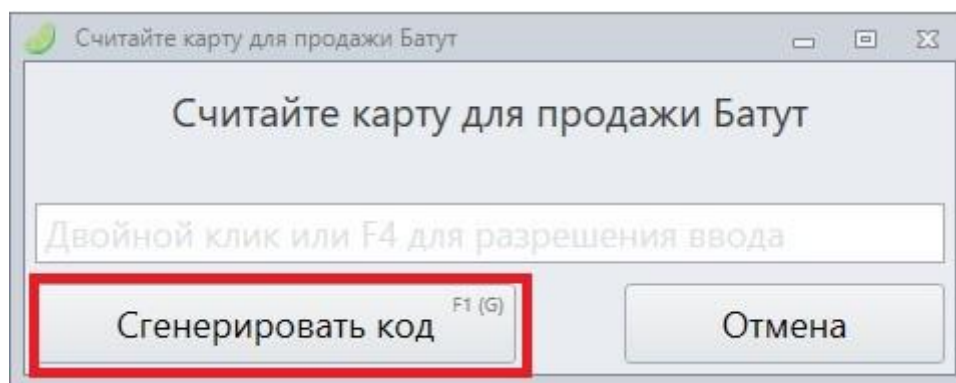 Считайте карту для продажи Батут
Считайте карту для продажи Батут
Двойной клик или F4 для разрешения ввода
Сгенерировать код F1 (G)
Отмена